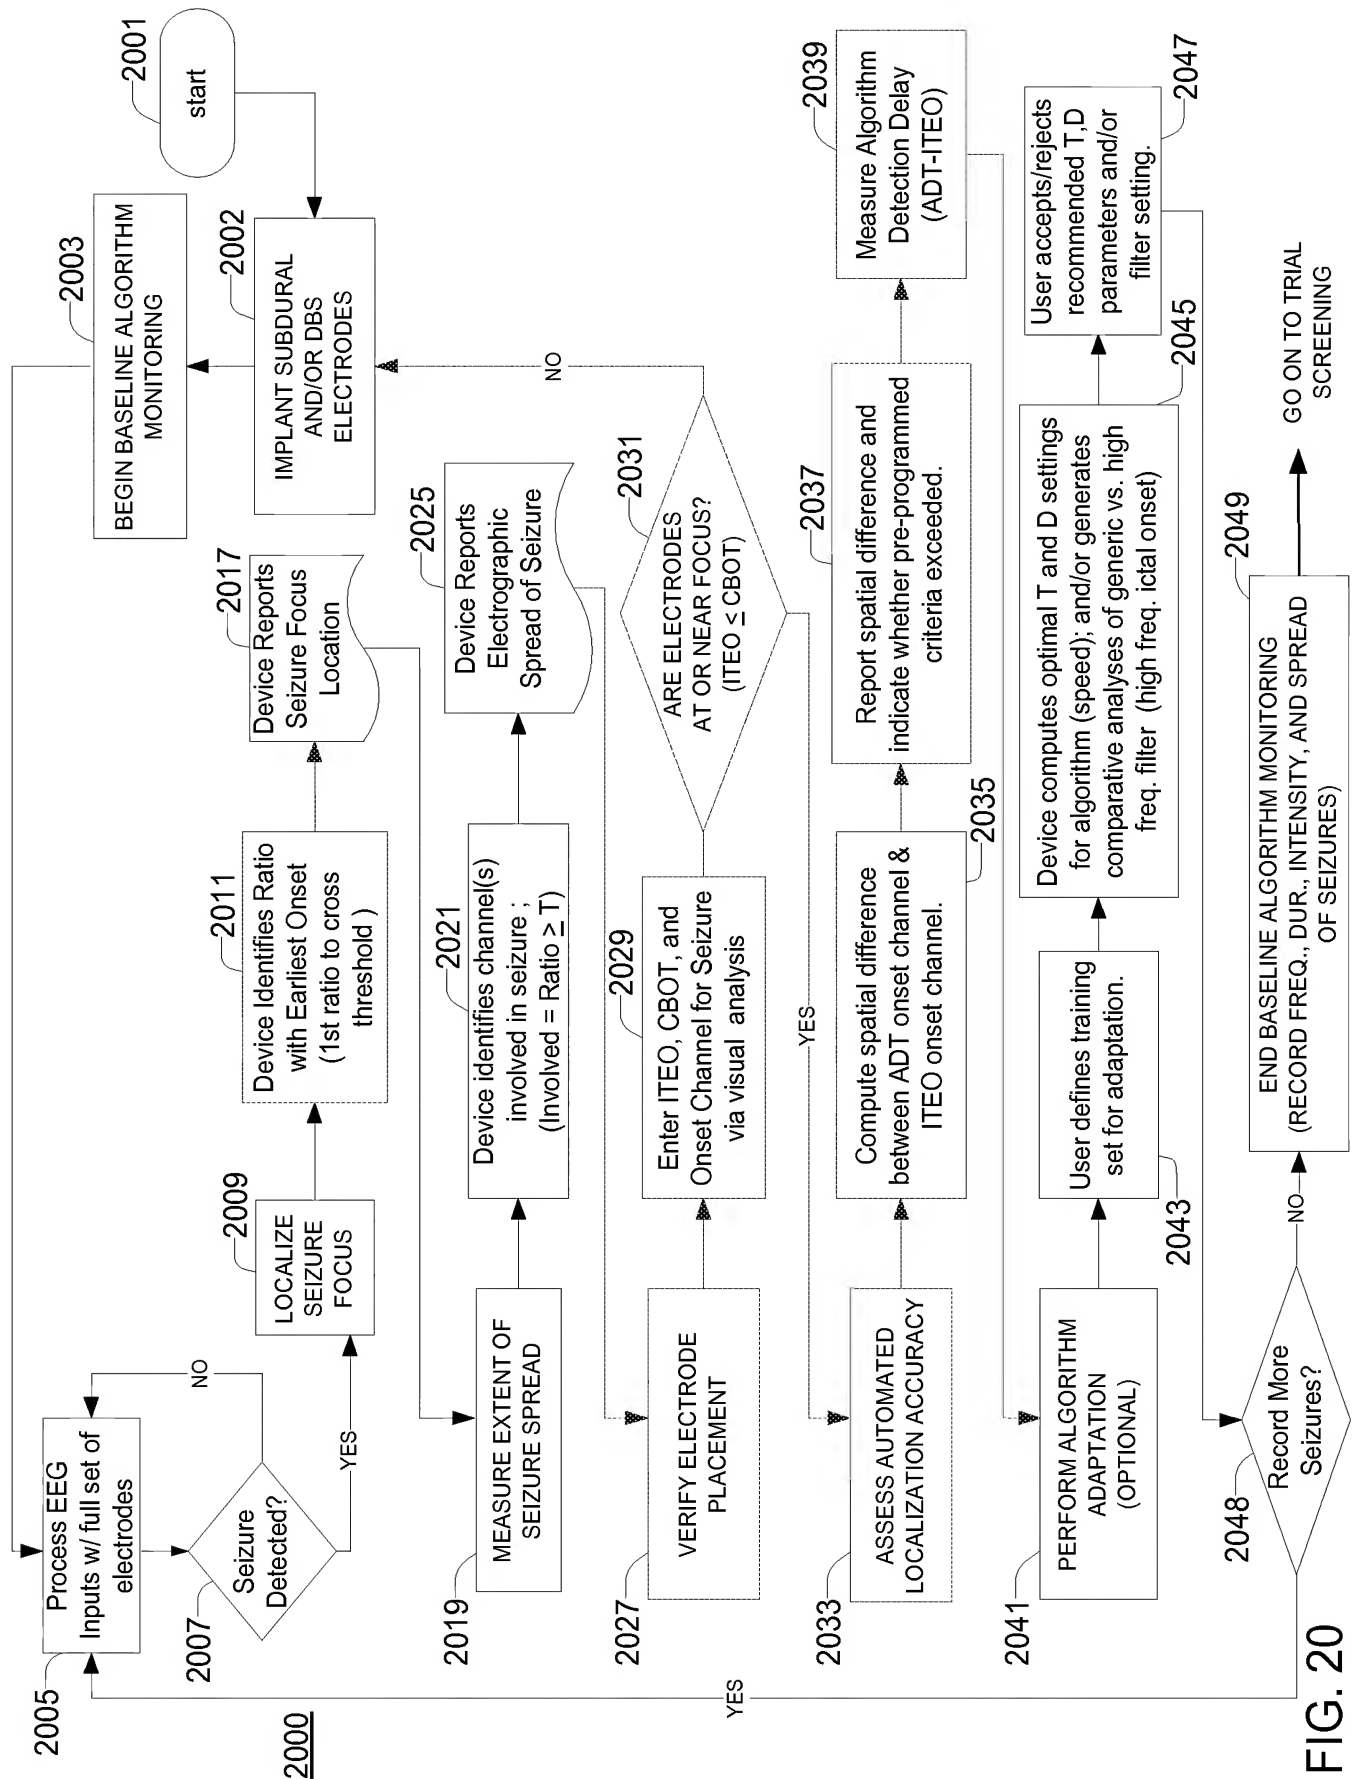 2001
start
2003
BEGIN BASELINE ALGORITHM
MONITORING
2002
IMPLANT SUBDURAL
AND/OR DBS
ELECTRODES
2005
Process EEG
Inputs w/ full set of
electrodes
NO
2007
Seizure
Detected?
YES
2009
LOCALIZE
SEIZURE
FOCUS
2011
Device Identifies Ratio
with Earliest Onset
(1st ratio to cross
threshold )
2017
Device Reports
Seizure Focus
Location
2019
MEASURE EXTENT OF
SEIZURE SPREAD
2021
Device identifies channel(s)
involved in seizure ;
(Involved = Ratio ≥ T)
2025
Device Reports
Electrographic
Spread of Seizure
2027
VERIFY ELECTRODE
PLACEMENT
2029
Enter ITEO, CBOT, and
Onset Channel for Seizure
via visual analysis
2031
ARE ELECTRODES
AT OR NEAR FOCUS?
(ITEO ≤ CBOT)
NO
YES
2033
ASSESS AUTOMATED
LOCALIZATION ACCURACY
2035
Compute spatial difference
between ADT onset channel &
ITEO onset channel.
2037
Report spatial difference and
indicate whether pre-programmed
criteria exceeded.
2039
Measure Algorithm
Detection Delay
(ADT-ITEO)
2041
PERFORM ALGORITHM
ADAPTATION
(OPTIONAL)
2043
User defines training
set for adaptation.
2045
Device computes optimal T and D settings
for algorithm (speed); and/or generates
comparative analyses of generic vs. high
freq. filter (high freq. ictal onset)
2047
User accepts/rejects
recommended T,D
parameters and/or
filter setting.
2048
Record More
Seizures?
YES
NO
2049
END BASELINE ALGORITHM MONITORING
(RECORD FREQ., DUR., INTENSITY, AND SPREAD
OF SEIZURES)
GO ON TO TRIAL
SCREENING
2000
FIG. 20